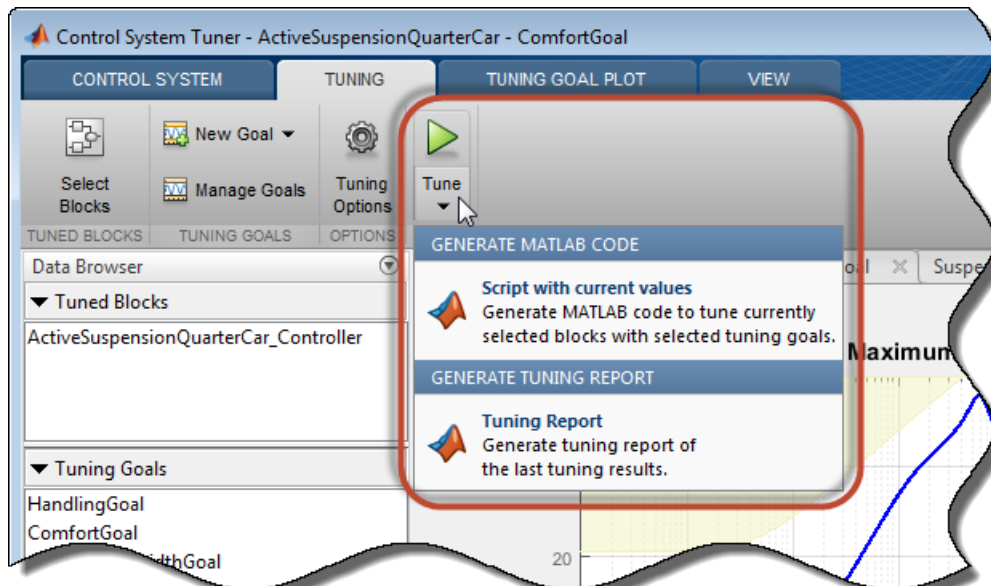 Control System Tuner - ActiveSuspensionQuarterCar - ComfortGoal
CONTROL SYSTEM
TUNING
TUNING GOAL PLOT
VIEW
Select
Blocks
New Goal
Manage Goals
Tuning
Options
Tune
TUNED BLOCKS
TUNING GOALS
OPTIONS
GENERATE MATLAB CODE
Script with current values
Generate MATLAB code to tune currently
selected blocks with selected tuning goals.
GENERATE TUNING REPORT
Tuning Report
Generate tuning report of
the last tuning results.
Data Browser
Tuned Blocks
ActiveSuspensionQuarterCar_Controller
Tuning Goals
HandlingGoal
ComfortGoal
20